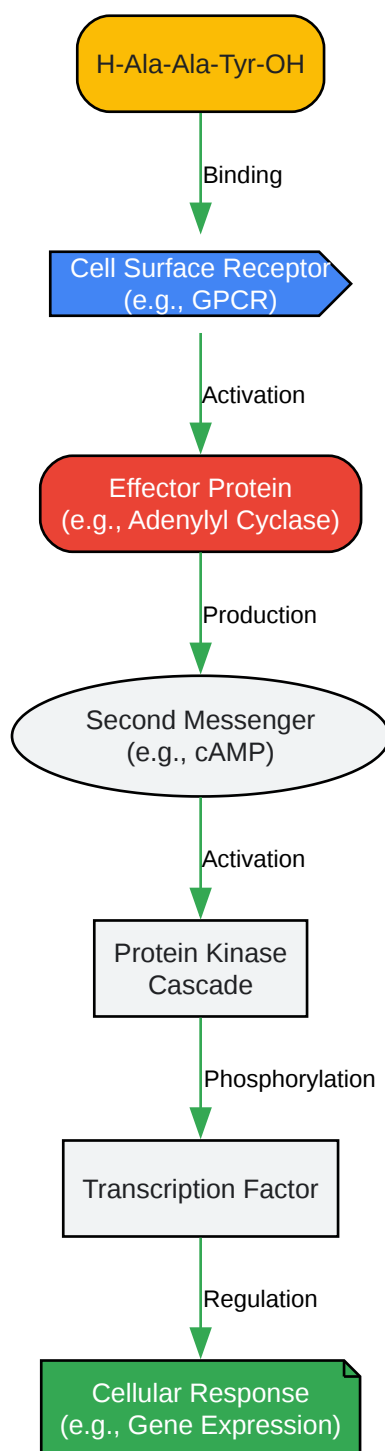 H-Ala-Ala-Tyr-OH
Binding
Cell Surface Receptor
(e.g., GPCR)
Activation
Effector Protein
(e.g., Adenylyl Cyclase)
Production
Second Messenger
(e.g., cAMP)
Activation
Protein Kinase
Cascade
Phosphorylation
Transcription Factor
Regulation
Cellular Response
(e.g., Gene Expression)